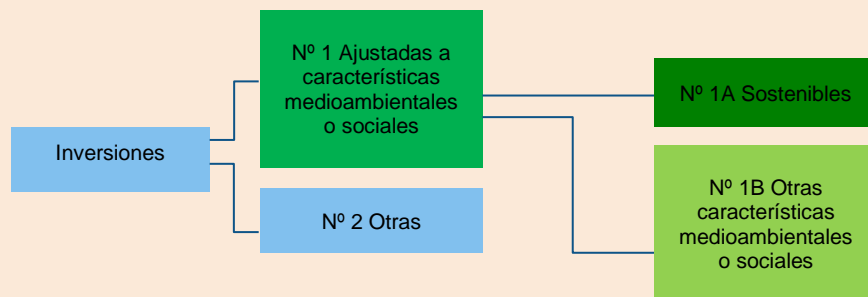 Inversiones
Nº 1 Ajustadas a
características
medioambientales
o sociales
Nº 2 Otras
Nº 1A Sostenibles
Nº 1B Otras
características
medioambientales
o sociales